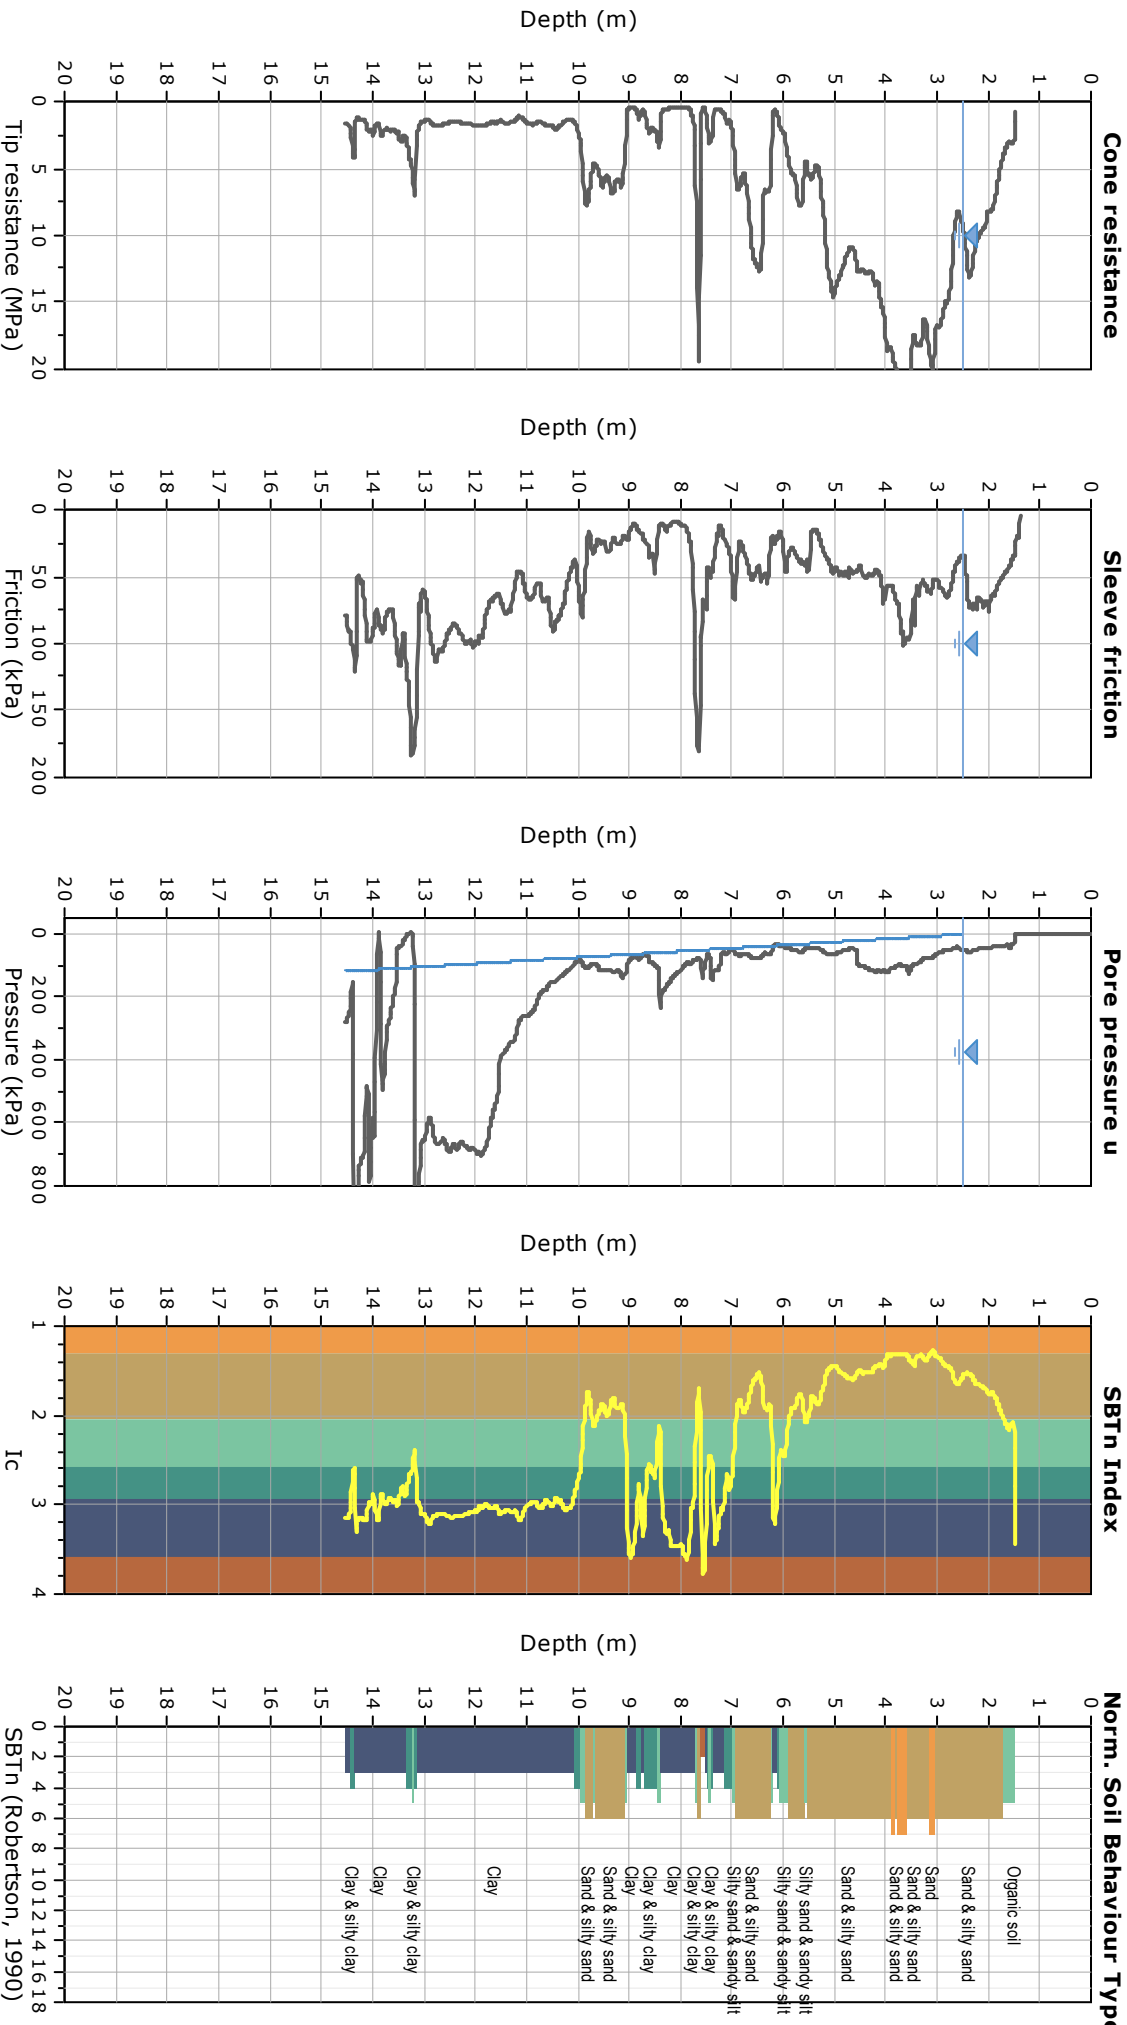 Cone resistance
Depth (m)
0
1
2
3
4
5
6
7
8
9
10
11
12
13
14
15
16
17
18
19
20
0 5 10 15 20
Tip resistance (MPa)
Sleeve friction
Depth (m)
0
1
2
3
4
5
6
7
8
9
10
11
12
13
14
15
16
17
18
19
20
0 50 100 150 200
Friction (kPa)
Pore pressure u
Depth (m)
0
1
2
3
4
5
6
7
8
9
10
11
12
13
14
15
16
17
18
19
20
0 200 400 600 800
Pressure (kPa)
SBTn Index
Depth (m)
0
1
2
3
4
5
6
7
8
9
10
11
12
13
14
15
16
17
18
19
20
1 2 3 4
Ic
Norm. Soil Behaviour Type
Depth (m)
0
1
2
3
4
5
6
7
8
9
10
11
12
13
14
15
16
17
18
19
20
Organic soil
Sand & silty sand
Sand
Sand & silty sand
Sand & silty sand
Sand & silty sand
Silty sand & sandy silt
Silty sand & sandy silt
Sand & silty sand
Silty sand & sandy silt
Clay & silty clay
Clay & silty clay
Clay
Clay & silty clay
Clay
Sand & silty sand
Sand & silty sand
Clay
Clay & silty clay
Clay
Clay & silty clay
0 2 4 6 8 10 12 14 16 18
SBTn (Robertson, 1990)